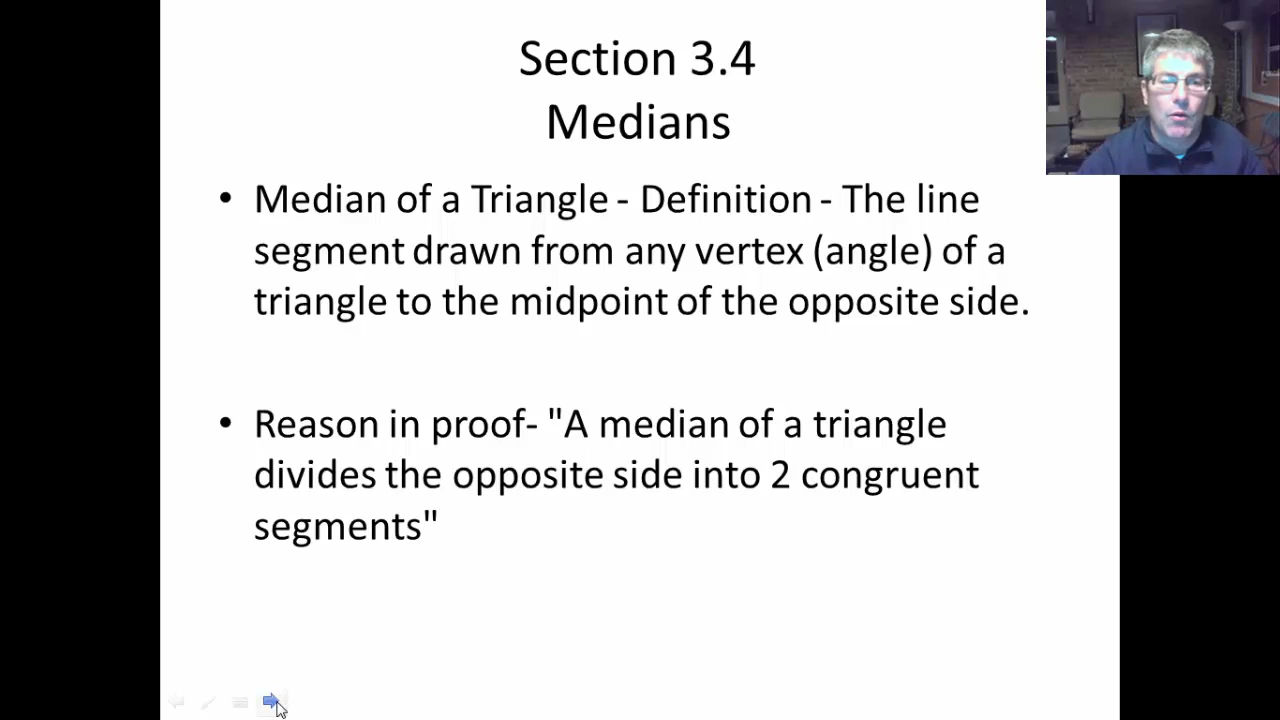 Section 3.4
Medians
• Median of a Triangle - Definition - The line
segment drawn from any vertex (angle) of a
triangle to the midpoint of the opposite side.
• Reason in proof- "A median of a triangle
divides the opposite side into 2 congruent
segments"